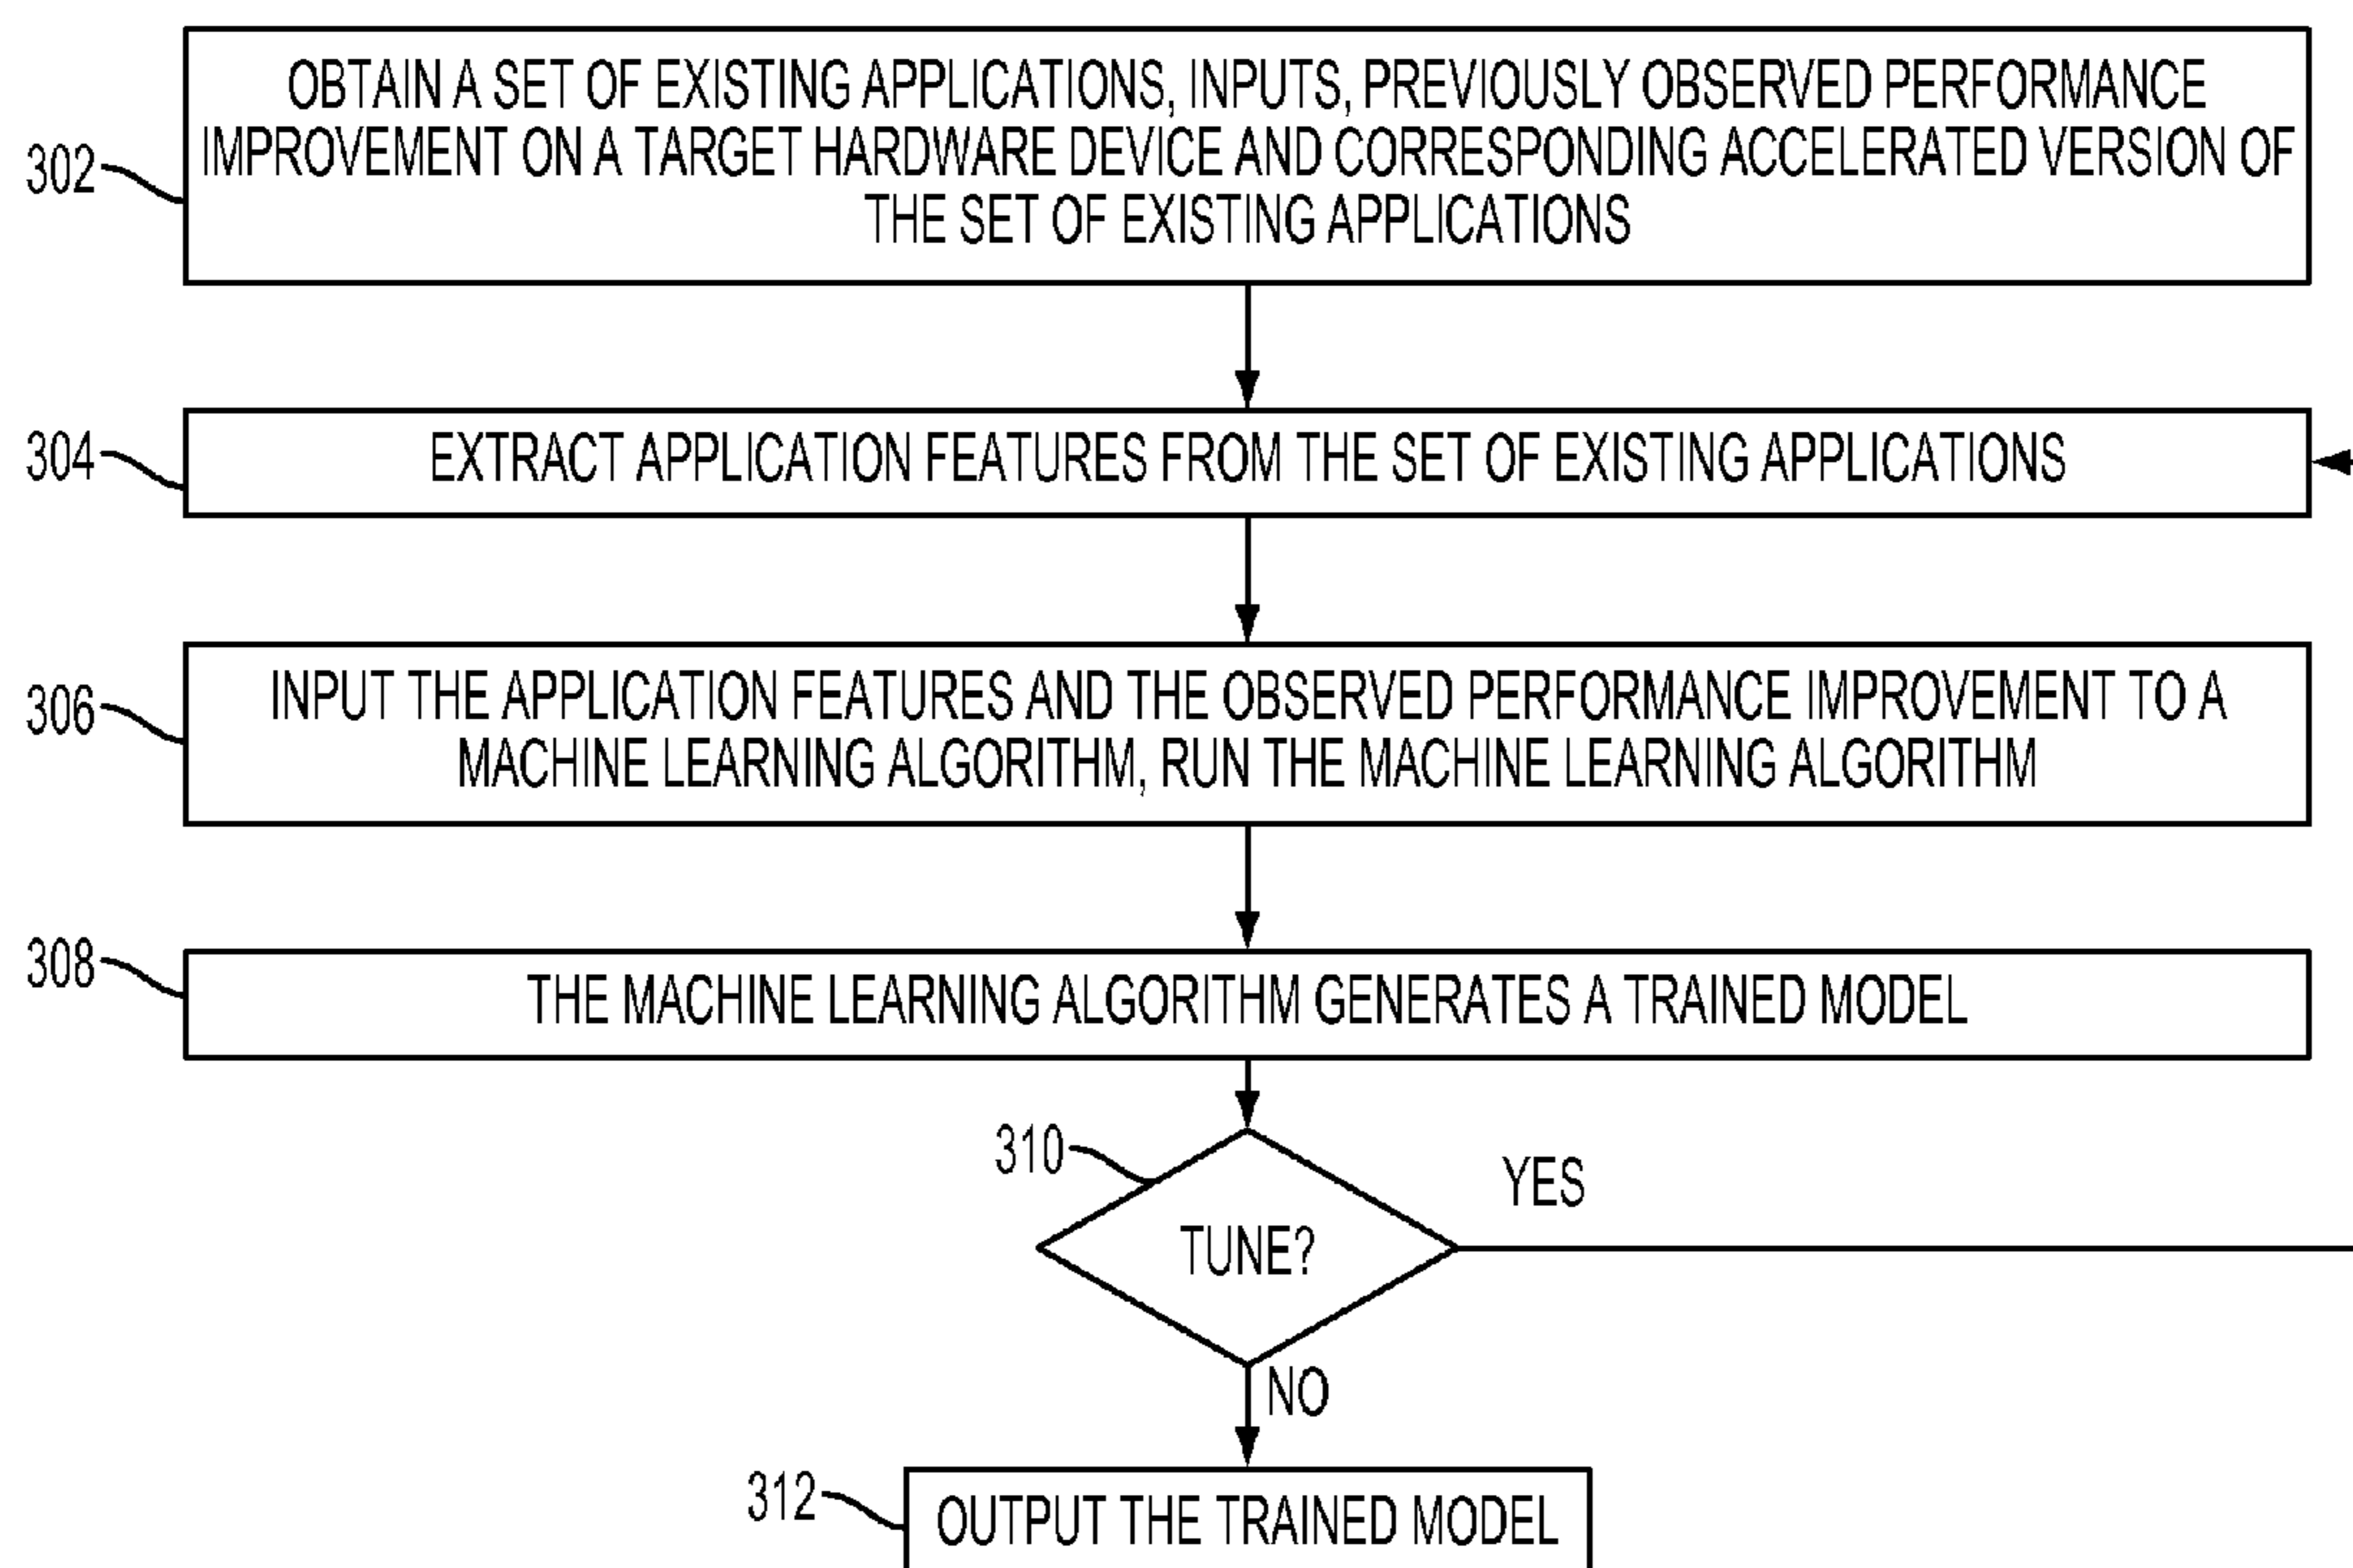 OBTAIN A SET OF EXISTING APPLICATIONS, INPUTS, PREVIOUSLY OBSERVED PERFORMANCE
IMPROVEMENT ON A TARGET HARDWARE DEVICE AND CORRESPONDING ACCELERATED VERSION OF
THE SET OF EXISTING APPLICATIONS
302
304
EXTRACT APPLICATION FEATURES FROM THE SET OF EXISTING APPLICATIONS
306
INPUT THE APPLICATION FEATURES AND THE OBSERVED PERFORMANCE IMPROVEMENT TO A
MACHINE LEARNING ALGORITHM, RUN THE MACHINE LEARNING ALGORITHM
308
THE MACHINE LEARNING ALGORITHM GENERATES A TRAINED MODEL
310
TUNE?
YES
NO
312
OUTPUT THE TRAINED MODEL